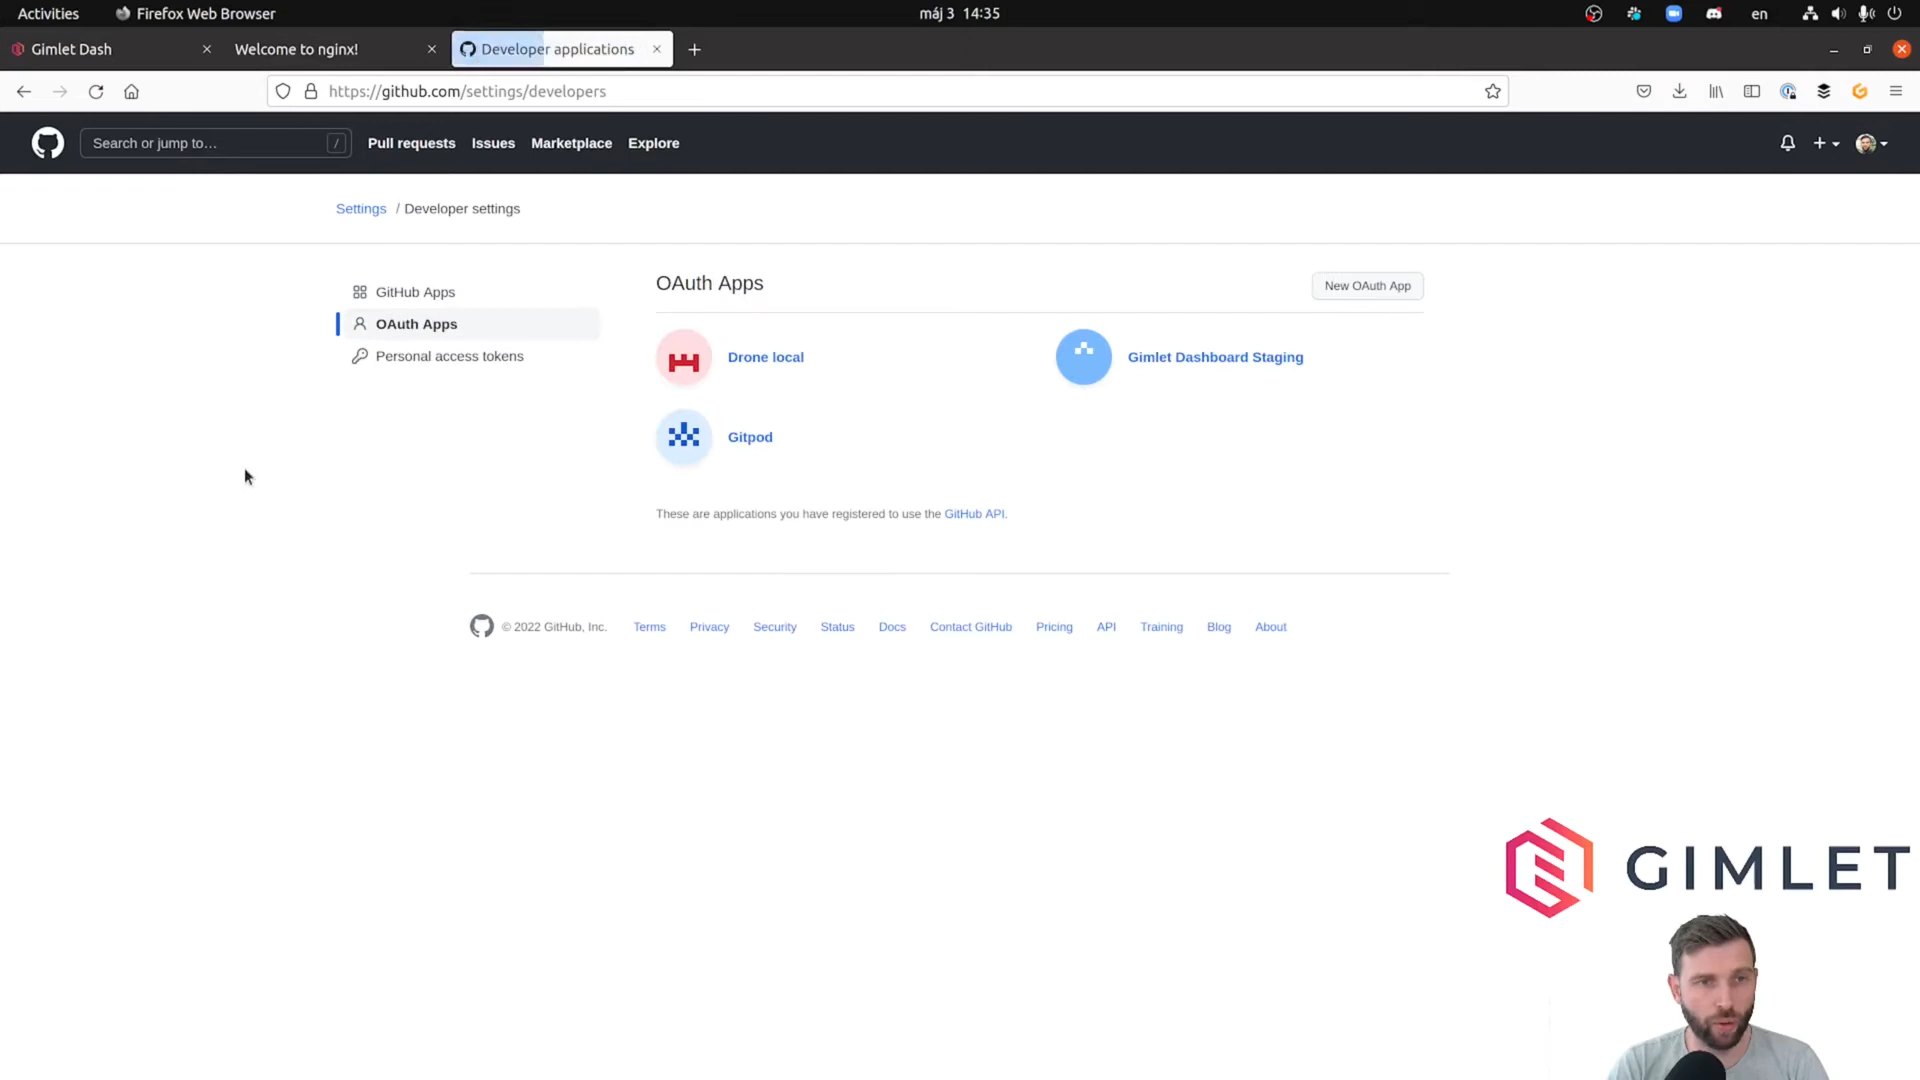 Activities
Firefox Web Browser
máj 3 14:35
en
Gimlet Dash
Welcome to nginx!
Developer applications
https://github.com/settings/developers
Search or jump to…
/
Pull requests
Issues
Marketplace
Explore
Settings / Developer settings
GitHub Apps
OAuth Apps
Personal access tokens
OAuth Apps
New OAuth App
Drone local
Gimlet Dashboard Staging
Gitpod
These are applications you have registered to use the GitHub API.
© 2022 GitHub, Inc.
Terms
Privacy
Security
Status
Docs
Contact GitHub
Pricing
API
Training
Blog
About
GIMLET